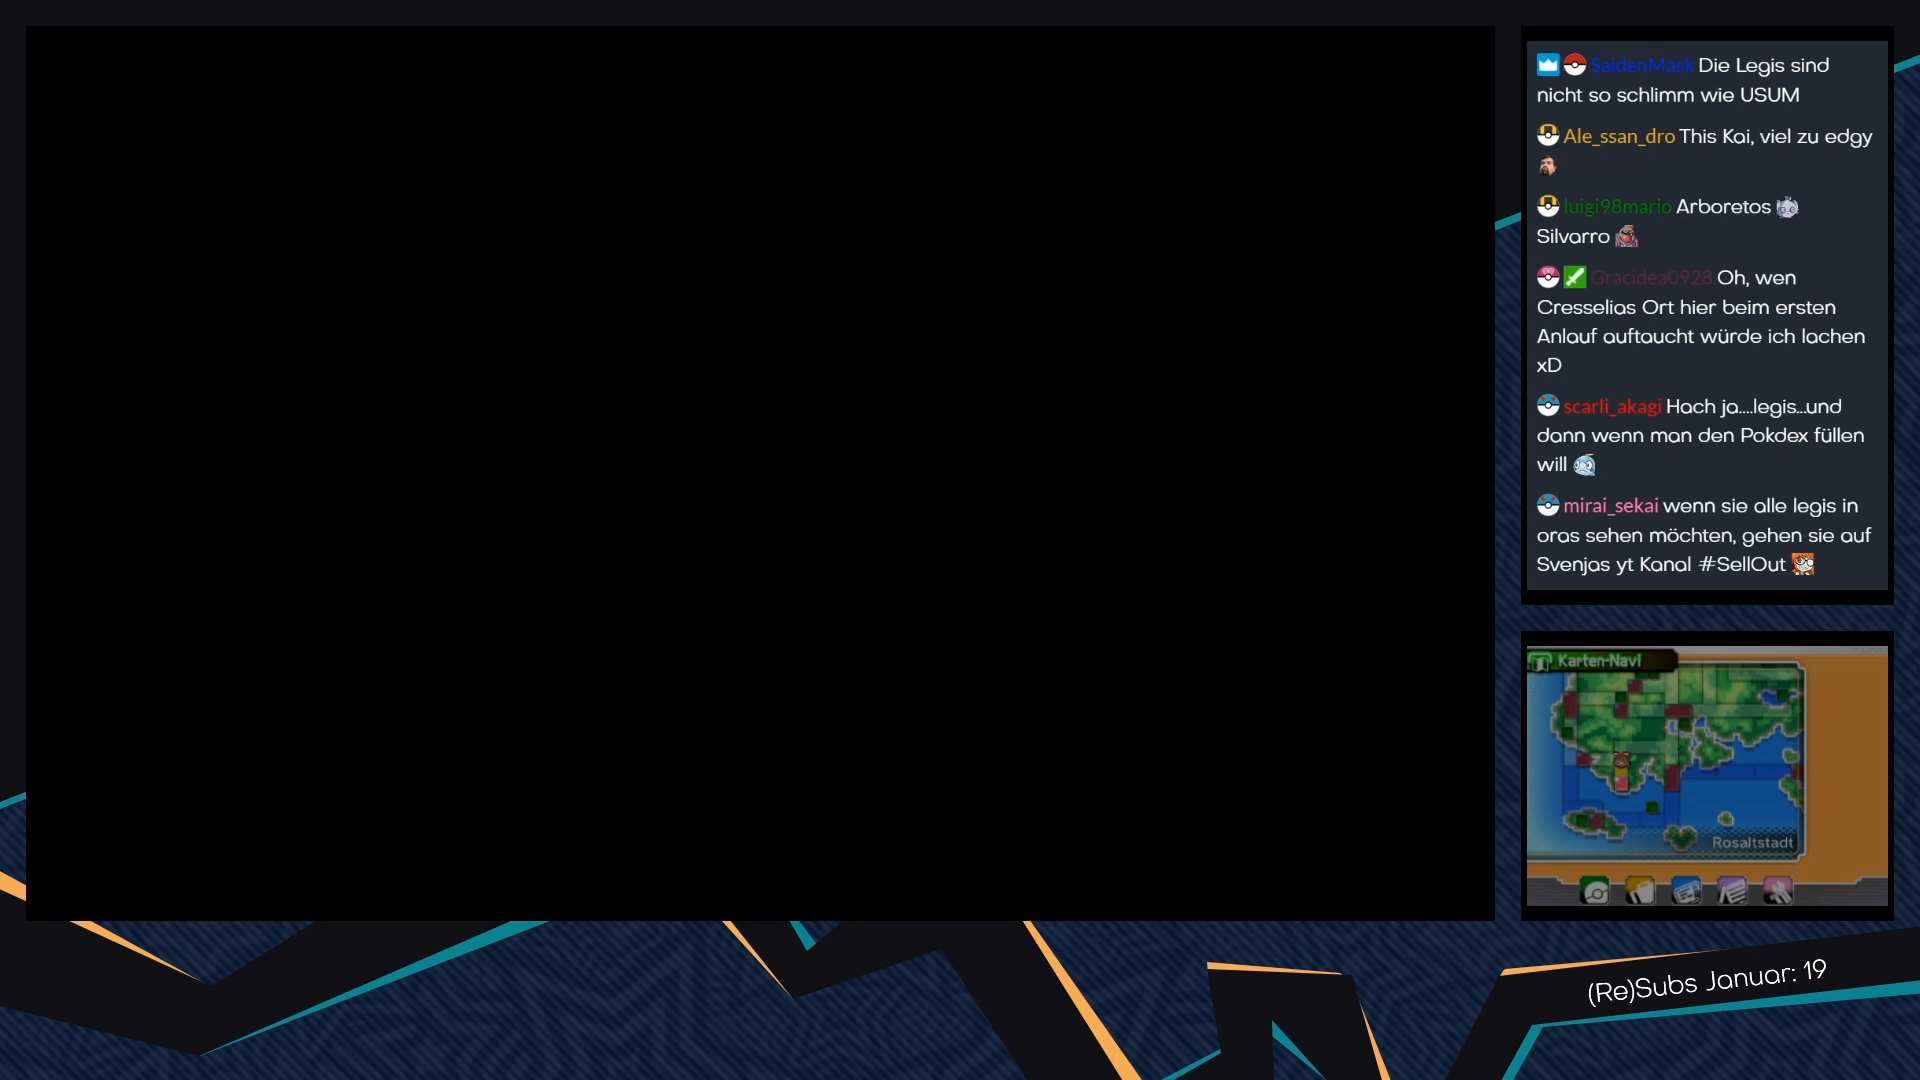 SaidenMask Die Legis sind
nicht so schlimm wie USUM
Ale_ssan_dro This Kai, viel zu edgy
luigi98mario Arboretos
Silvarro
Gracidea0928 Oh, wen
Cresselias Ort hier beim ersten
Anlauf auftaucht würde ich lachen
xD
scarli_akagi Hach ja....legis...und
dann wenn man den Pokdex füllen
will
mirai_sekai wenn sie alle legis in
oras sehen möchten, gehen sie auf
Svenjas yt Kanal #SellOut
Karten-Navi
Rosaltstadt
(Re)Subs Januar: 19